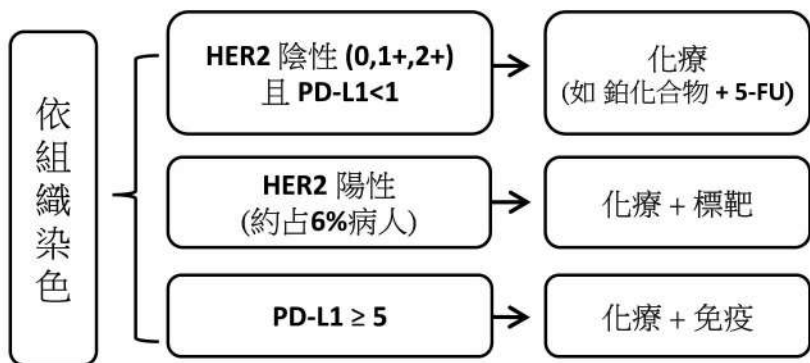 依組織染色
HER2 陰性 (0,1+,2+)
且 PD-L1<1
化療
(如 鉑化合物 + 5-FU)
HER2 陽性
(約占6%病人)
化療 + 標靶
PD-L1 ≥ 5
化療 + 免疫